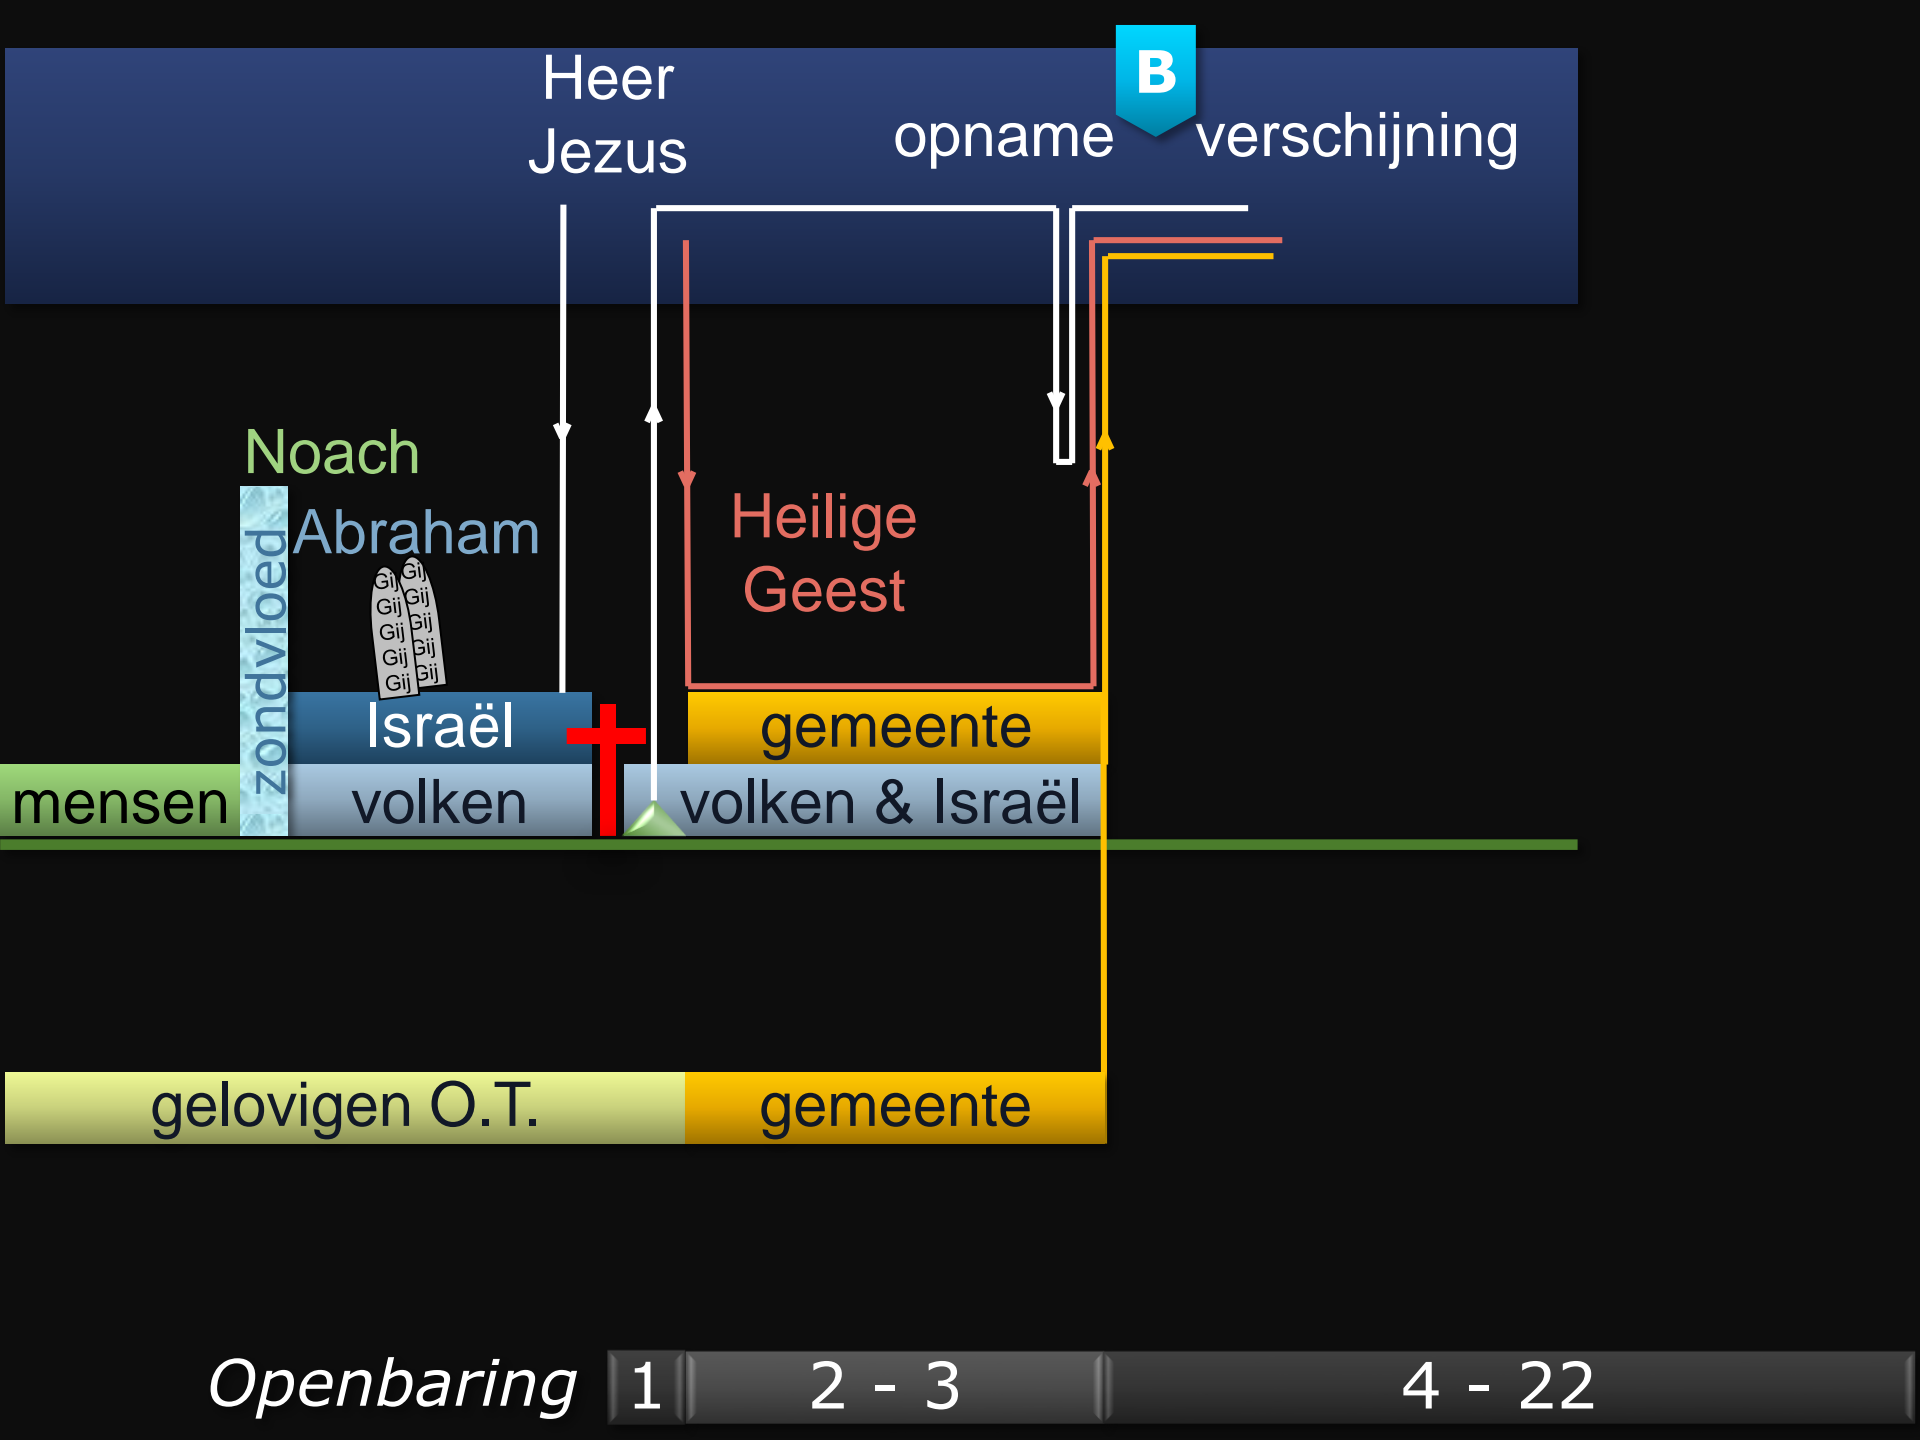 Heer
Jezus
B
opname
verschijning
Noach
Abraham
zondvloed
Gij
Gij
Gij
Gij
Gij
Gij
Gij
Gij
Gij
Gij
Heilige
Geest
Israël
gemeente
mensen
volken
volken & Israël
gelovigen O.T.
gemeente
Openbaring
1
2 - 3
4 - 22